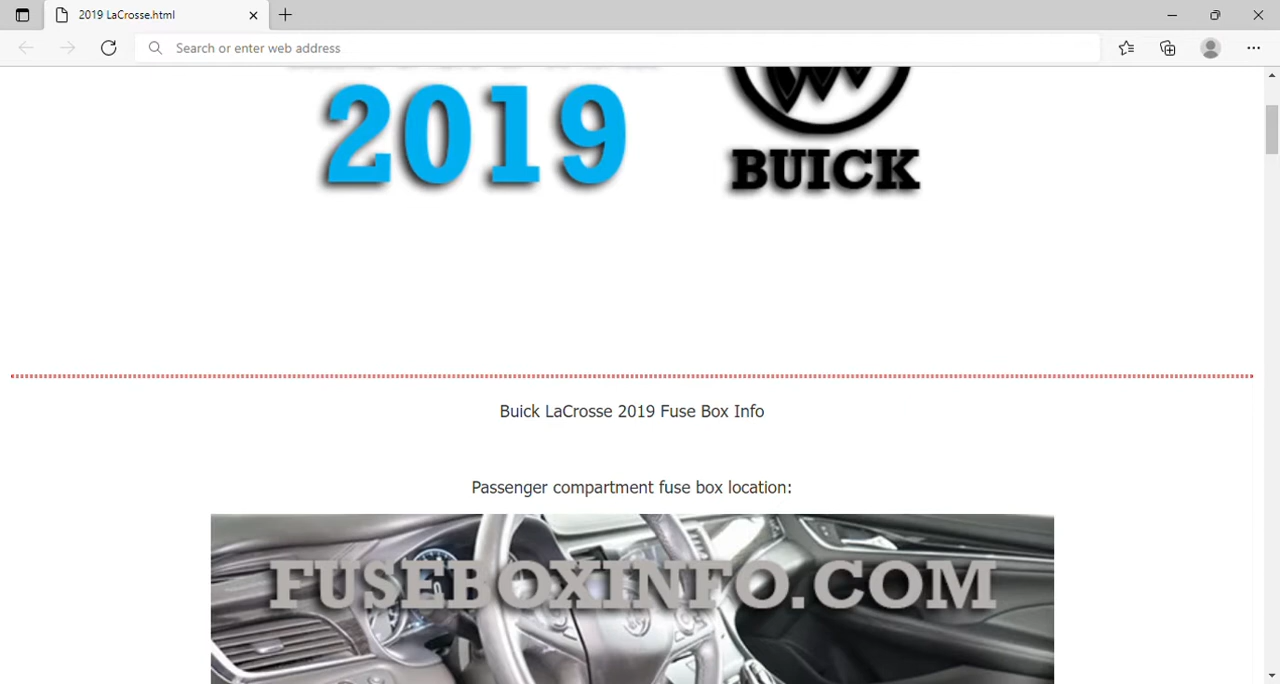 2019 LaCrosse.html
Search or enter web address
2019
BUICK
Buick LaCrosse 2019 Fuse Box Info
Passenger compartment fuse box location:
FUSEBOXINFO.COM